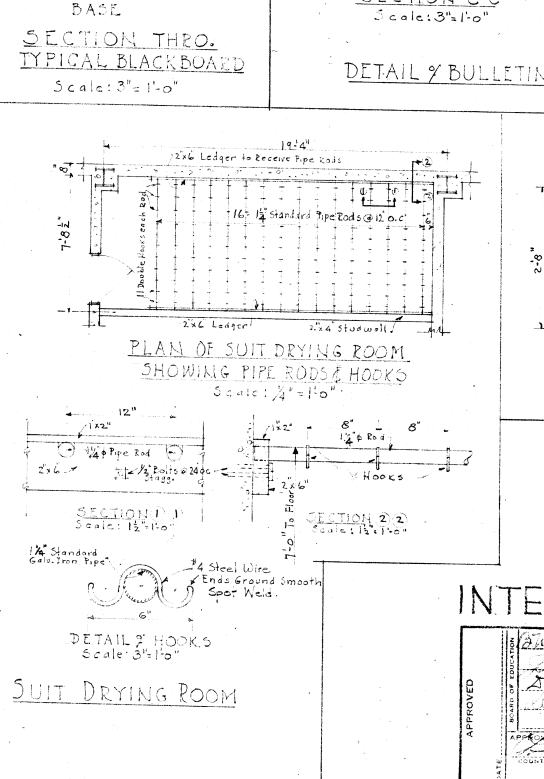 BASE
SECTION THRO.
TYPICAL BLACKBOARD
Scale: 3" = 1'-0"
Scale: 3" = 1'-0"
DETAIL of BULLETIN
19'-4"
2"x6 Ledger to Receive Pipe Rods
2
8"
7'-8½"
11 Double Hooks each Rod
16 - 1¼" Standard Pipe Rods @ 12" O.C.
2"x6 Ledger
2"x4" Studwall
2'-8"
PLAN OF SUIT DRYING ROOM
SHOWING PIPE RODS & HOOKS
Scale: ¼" = 1'-0"
12"
1"x2"
1¼" φ Pipe Rod
2"x6"
½" Bolts @ 24 o.c.
Stagg.
SECTION 1 1
Scale: 1½" = 1'-0"
1"x2"
8"
8"
1¼" φ Rod
HOOKS
2"x6"
7'-0" To Floor
SECTION 2 2
Scale: 1½" = 1'-0"
1¼" Standard
Galv. Iron Pipe
#4 Steel Wire
Ends Ground Smooth
Spot Weld.
6"
DETAIL of HOOKS
Scale: 3" = 1'-0"
SUIT DRYING ROOM
INTE
APPROVED
BOARD OF EDUCATION
COUNT